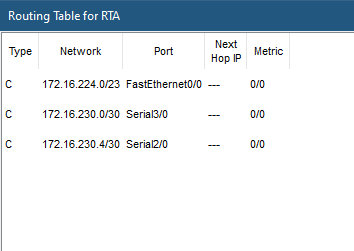 Routing Table for RTA
Type Network Port Next Hop IP Metric
C 172.16.224.0/23 FastEthernet0/0 --- 0/0
C 172.16.230.0/30 Serial3/0 --- 0/0
C 172.16.230.4/30 Serial2/0 --- 0/0